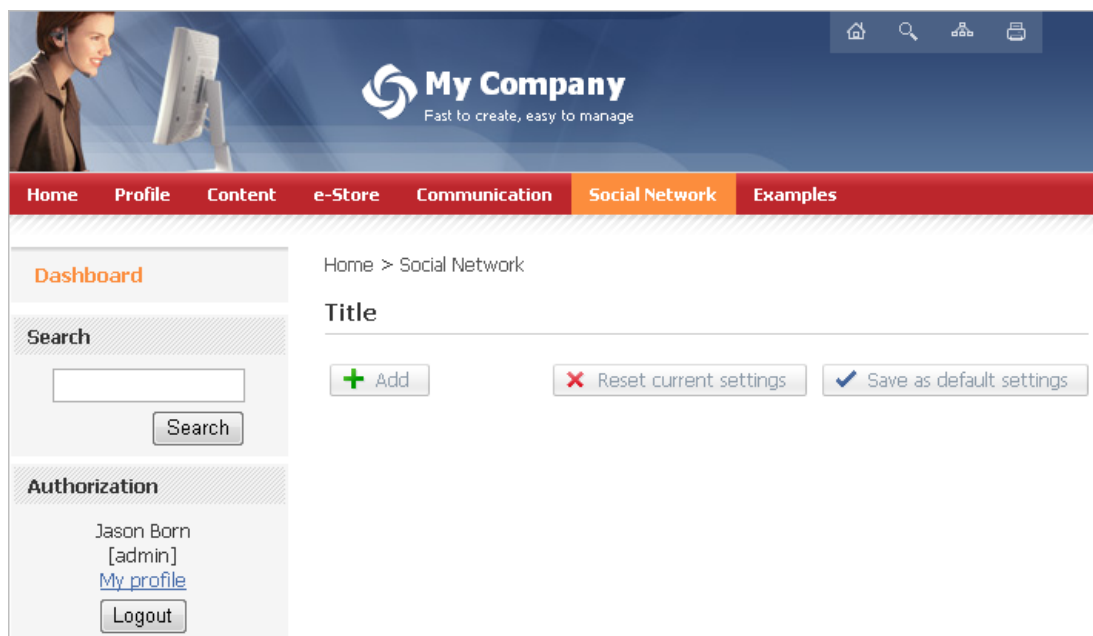 My Company
Fast to create, easy to manage
Home Profile Content e-Store Communication Social Network Examples
Dashboard
Search
Search
Authorization
Jason Born
[admin]
My profile
Logout
Home > Social Network
Title
Add Reset current settings Save as default settings